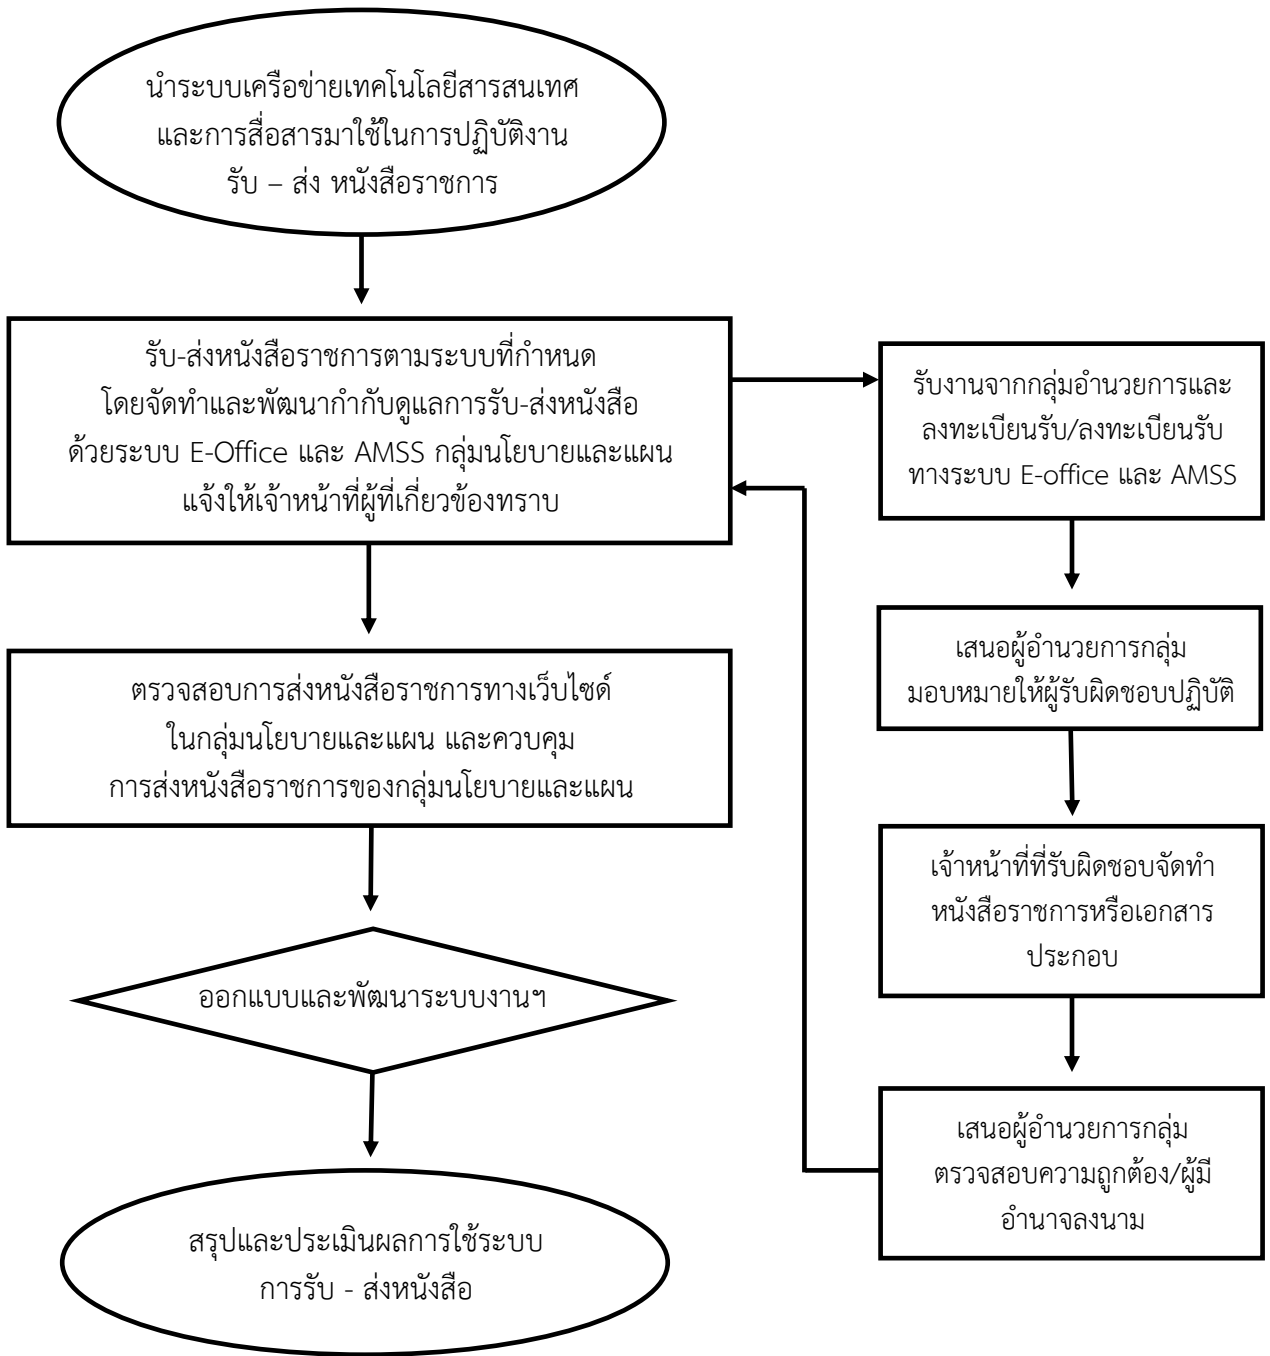 นำระบบเครือข่ายเทคโนโลยีสารสนเทศ
และการสื่อสารมาใช้ในการปฏิบัติงาน
รับ – ส่ง หนังสือราชการ
รับ-ส่งหนังสือราชการตามระบบที่กำหนด
โดยจัดทำและพัฒนากำกับดูแลการรับ-ส่งหนังสือ
ด้วยระบบ E-Office และ AMSS กลุ่มนโยบายและแผน
แจ้งให้เจ้าหน้าที่ผู้ที่เกี่ยวข้องทราบ
ตรวจสอบการส่งหนังสือราชการทางเว็บไซด์
ในกลุ่มนโยบายและแผน และควบคุม
การส่งหนังสือราชการของกลุ่มนโยบายและแผน
ออกแบบและพัฒนาระบบงานฯ
สรุปและประเมินผลการใช้ระบบ
การรับ - ส่งหนังสือ
รับงานจากกลุ่มอำนวยการและ
ลงทะเบียนรับ/ลงทะเบียนรับ
ทางระบบ E-office และ AMSS
เสนอผู้อำนวยการกลุ่ม
มอบหมายให้ผู้รับผิดชอบปฏิบัติ
เจ้าหน้าที่ที่รับผิดชอบจัดทำ
หนังสือราชการหรือเอกสาร
ประกอบ
เสนอผู้อำนวยการกลุ่ม
ตรวจสอบความถูกต้อง/ผู้มี
อำนาจลงนาม